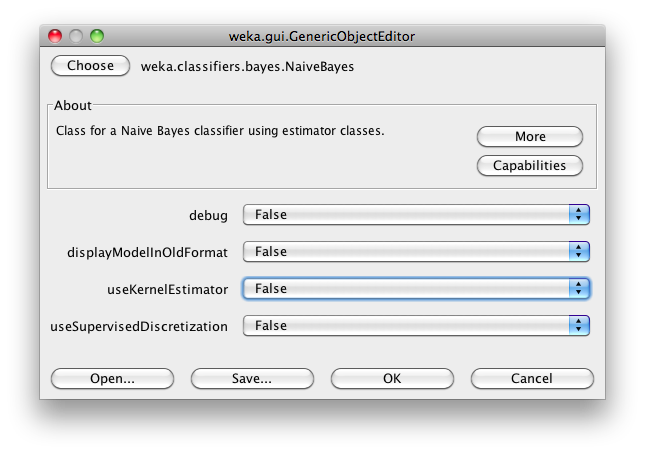 weka.gui.GenericObjectEditor
Choose weka.classifiers.bayes.NaiveBayes
About
Class for a Naive Bayes classifier using estimator classes.
More
Capabilities
debug False
displayModelInOldFormat False
useKernelEstimator False
useSupervisedDiscretization False
Open... Save... OK Cancel